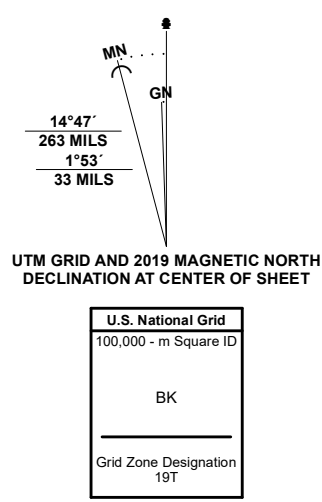 MN
GN
14°47´
263 MILS
1°53´
33 MILS
UTM GRID AND 2019 MAGNETIC NORTH
DECLINATION AT CENTER OF SHEET
U.S. National Grid
100,000 - m Square ID
BK
Grid Zone Designation
19T